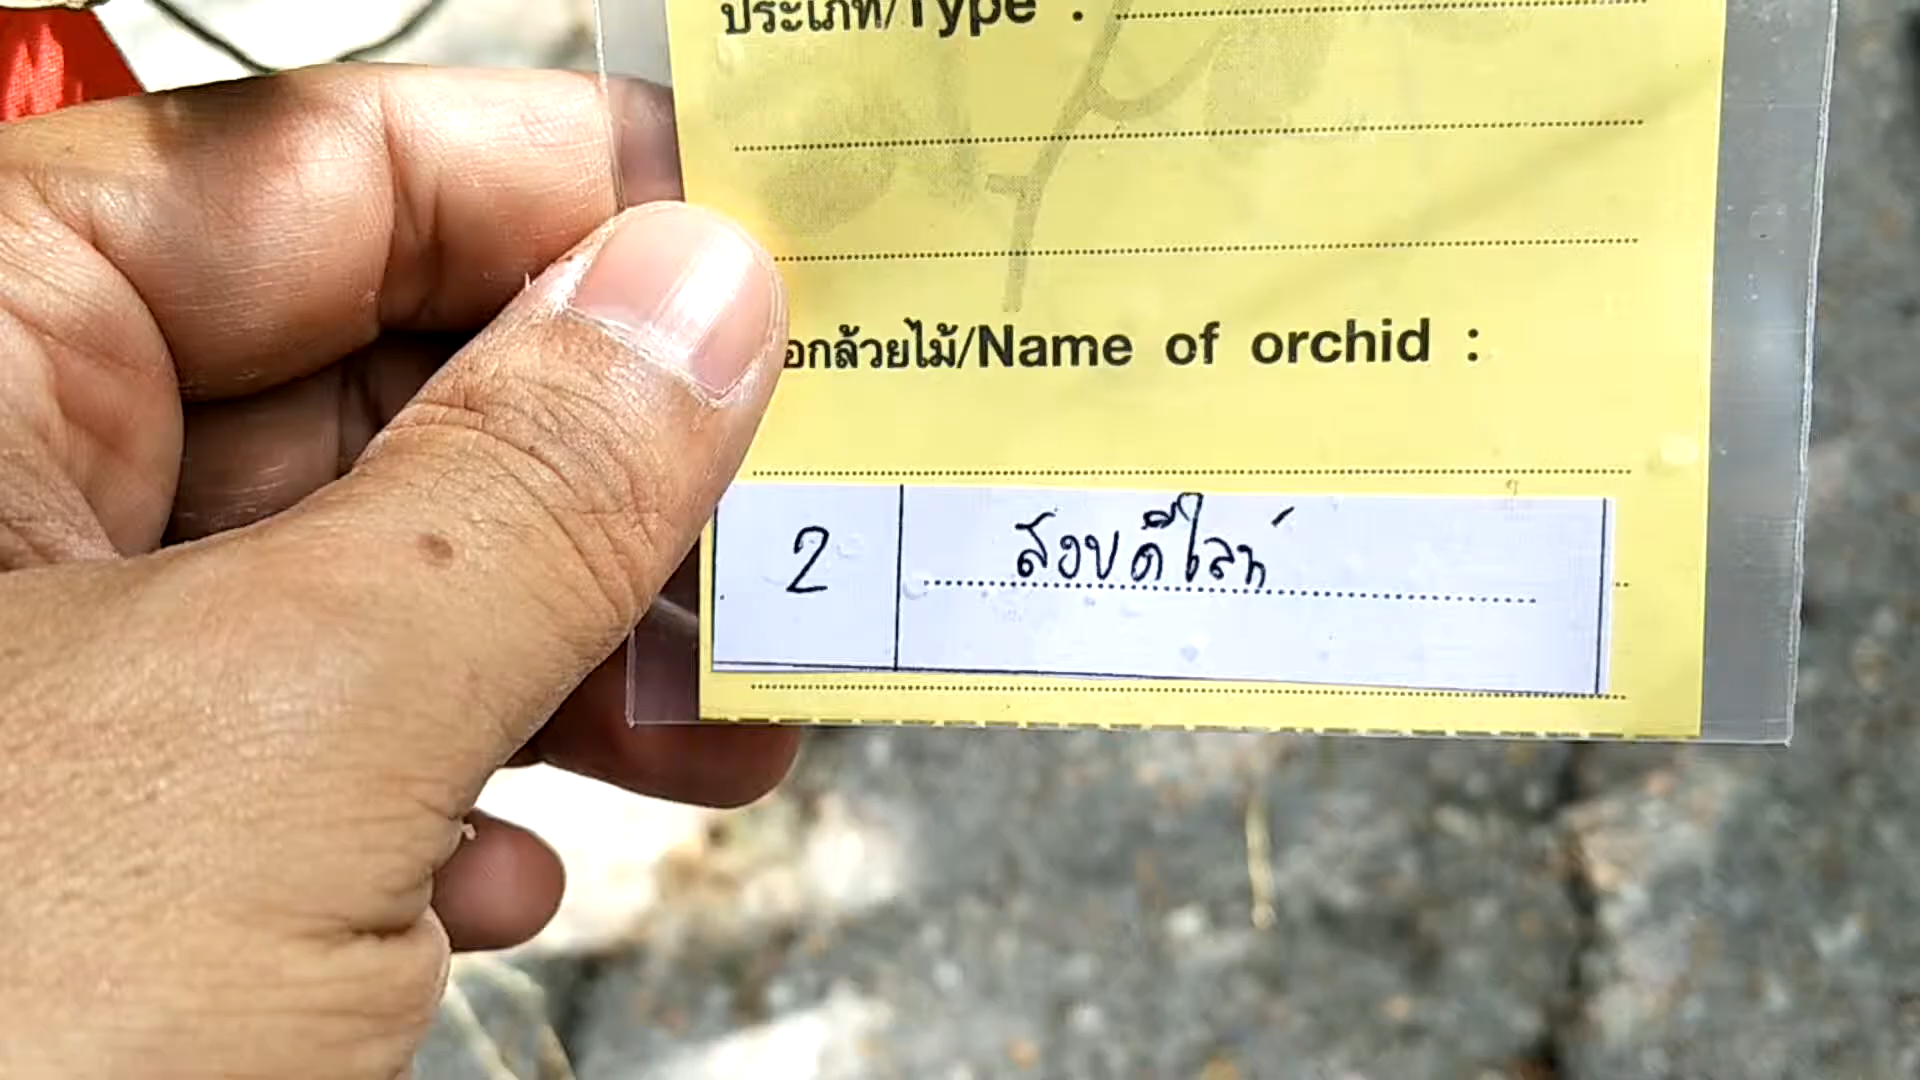 ประเภท/Type :
อกล้วยไม้/Name of orchid :
2 สงบดีไลท์